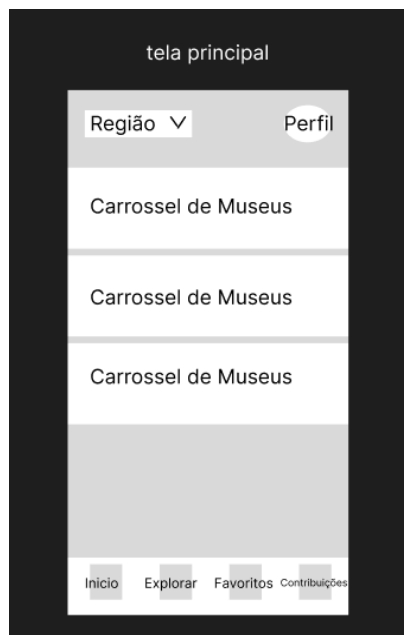 tela principal
Região
Perfil
Carrossel de Museus
Carrossel de Museus
Carrossel de Museus
Inicio Explorar Favoritos Contribuições